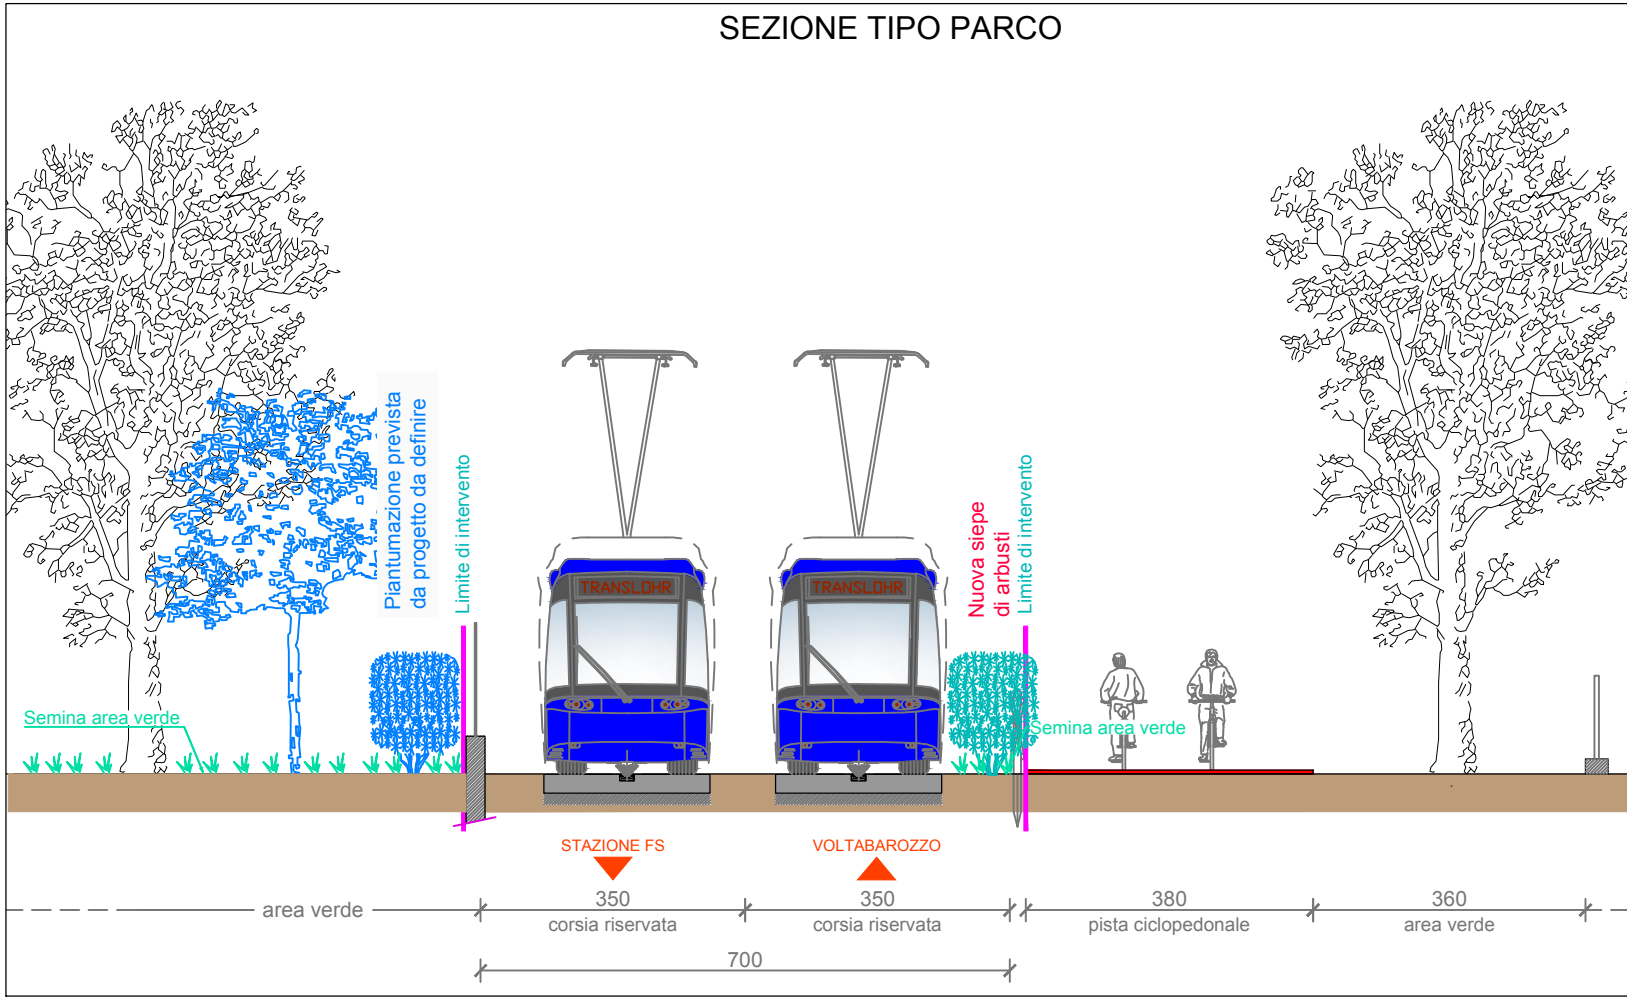 SEZIONE TIPO PARCO
Piantumazione prevista
da progetto da definire
Limite di intervento
TRANSLOHR
TRANSLOHR
Nuova siepe
di arbusti
Limite di intervento
Semina area verde
Semina area verde
STAZIONE FS
VOLTABAROZZO
area verde
350
corsia riservata
350
corsia riservata
380
pista ciclopedonale
360
area verde
700